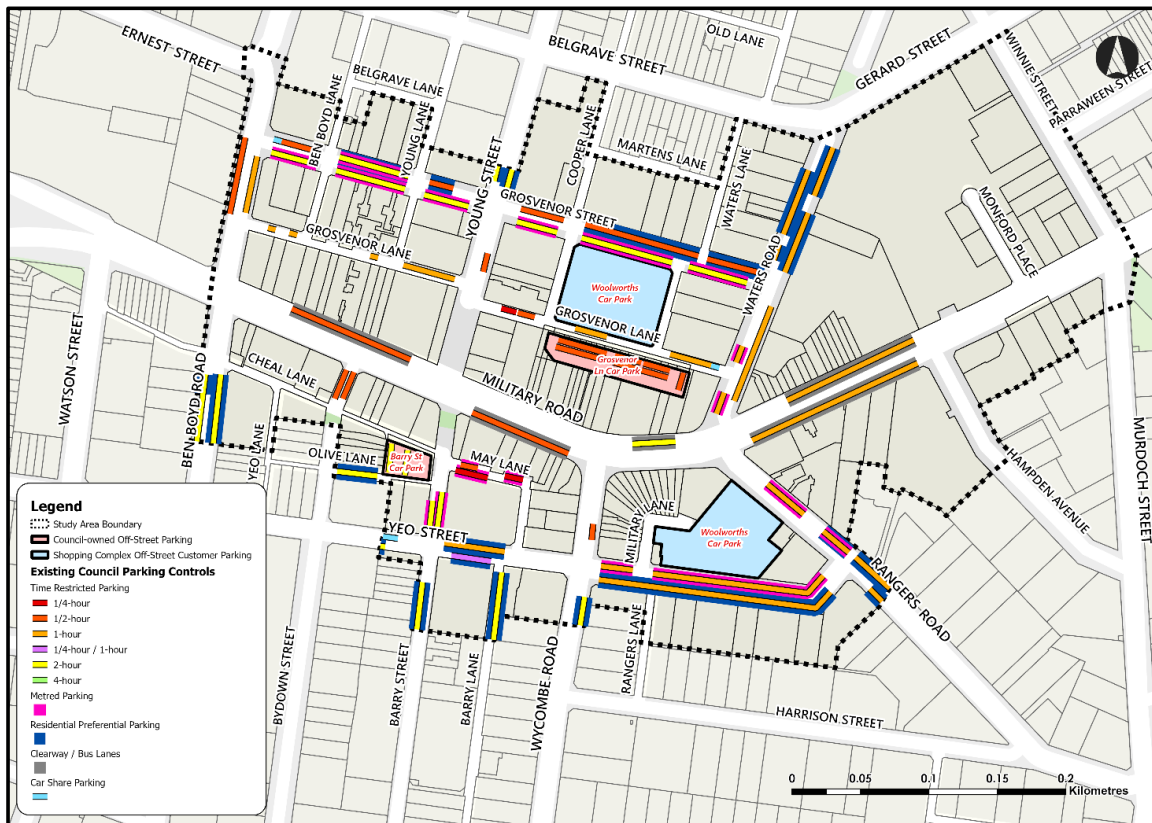 ERNEST STREET
BELGRAVE LANE
BELGRAVE STREET
OLD LANE
GERARD STREET
WINNIE STREET
PARRAWEEN STREET
BEN BOYD LANE
YOUNG LANE
YOUNG STREET
COOPER LANE
MARTENS LANE
WATERS LANE
MONFORD PLACE
GROSVENOR STREET
GROSVENOR LANE
WATERS ROAD
Woolworths
Car Park
GROSVENOR LANE
Grosvenor
Ln Car Park
WATSON STREET
BEN BOYD ROAD
CHEAL LANE
MILITARY ROAD
YEO LANE
OLIVE LANE
Barry St
Car Park
MAY LANE
HAMPDEN AVENUE
MURDOCH STREET
YEO STREET
MILITARY LANE
Woolworths
Car Park
RANGERS ROAD
BYDOWN STREET
BARRY STREET
BARRY LANE
WYCOMBE ROAD
RANGERS LANE
HARRISON STREET
Legend
Study Area Boundary
Council-owned Off-Street Parking
Shopping Complex Off-Street Customer Parking
Existing Council Parking Controls
Time Restricted Parking
1/4-hour
1/2-hour
1-hour
1/4-hour / 1-hour
2-hour
4-hour
Metred Parking
Residential Preferential Parking
Clearway / Bus Lanes
Car Share Parking
0 0.05 0.1 0.15 0.2
Kilometres